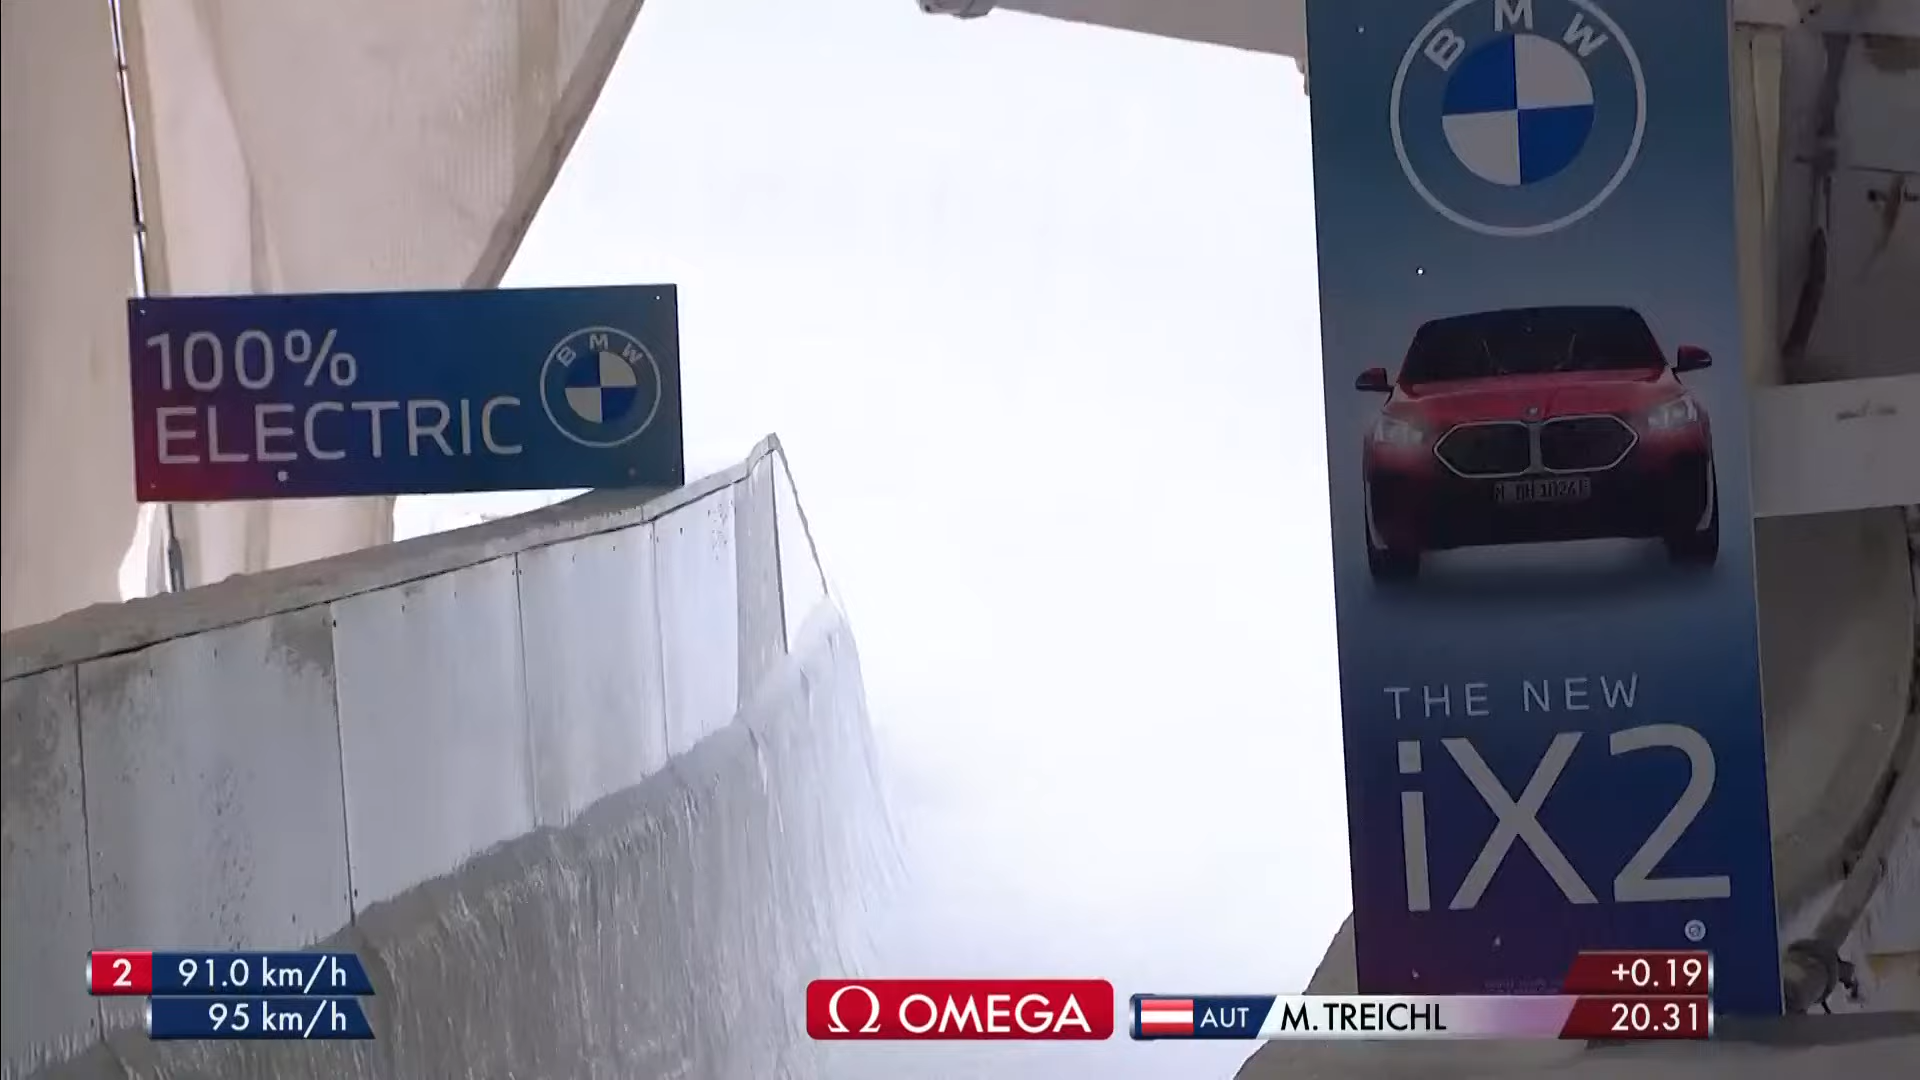 BMW
100%
ELECTRIC
BMW
THE NEW
iX2
2 91.0 km/h
95 km/h
Ω OMEGA
+0.19
AUT M. TREICHL 20.31